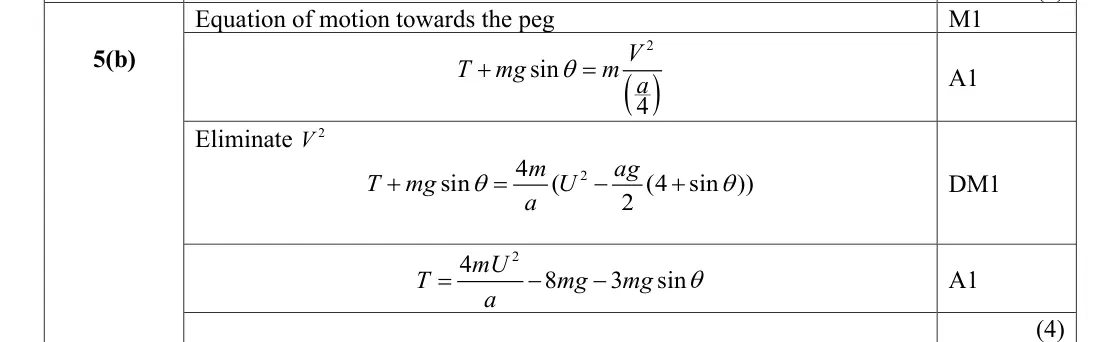 Equation of motion towards the peg M1
5(b)
T + mg sin θ = m V² / (a/4) A1
Eliminate V²
T + mg sin θ = 4m/a (U² − ag/2 (4 + sin θ)) DM1
T = 4mU²/a − 8mg − 3mg sin θ A1
(4)